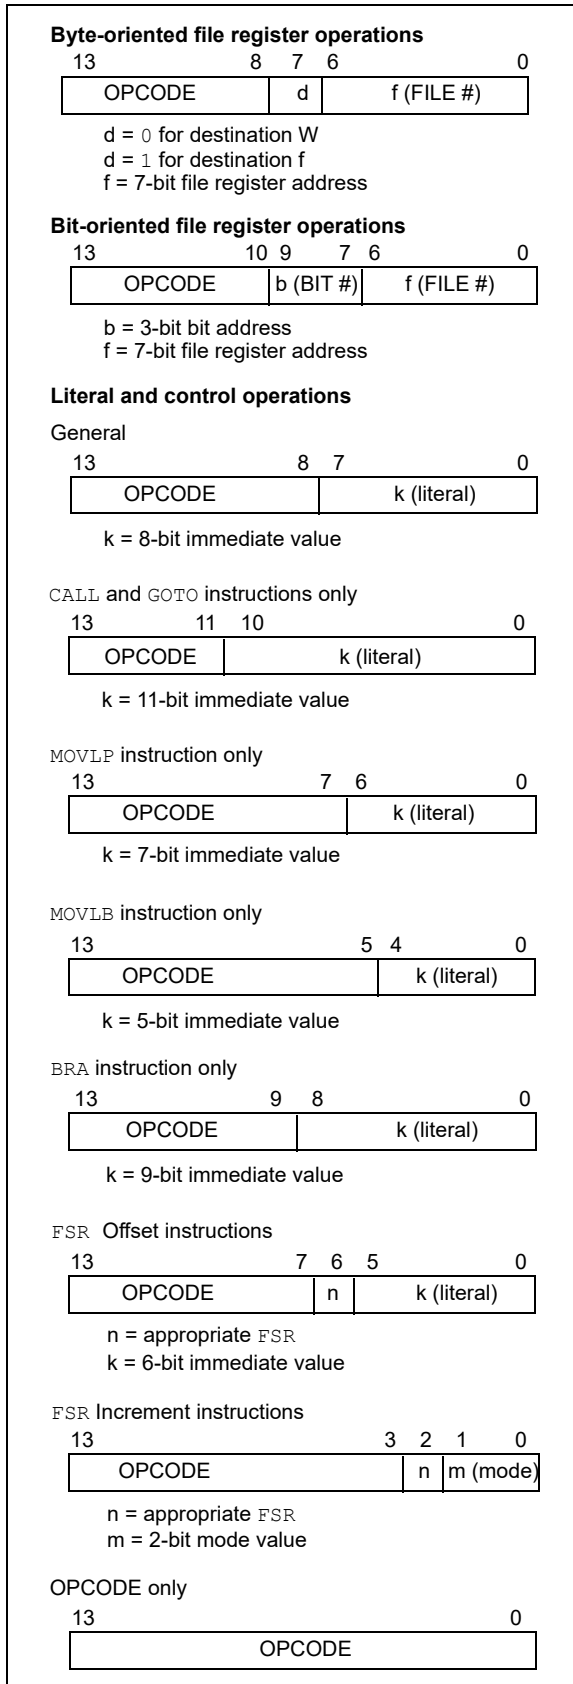 Byte-oriented file register operations
13 8 7 6 0
OPCODE d f (FILE #)
d = 0 for destination W
d = 1 for destination f
f = 7-bit file register address
Bit-oriented file register operations
13 10 9 7 6 0
OPCODE b (BIT #) f (FILE #)
b = 3-bit bit address
f = 7-bit file register address
Literal and control operations
General
13 8 7 0
OPCODE k (literal)
k = 8-bit immediate value
CALL and GOTO instructions only
13 11 10 0
OPCODE k (literal)
k = 11-bit immediate value
MOVLP instruction only
13 7 6 0
OPCODE k (literal)
k = 7-bit immediate value
MOVLB instruction only
13 5 4 0
OPCODE k (literal)
k = 5-bit immediate value
BRA instruction only
13 9 8 0
OPCODE k (literal)
k = 9-bit immediate value
FSR Offset instructions
13 7 6 5 0
OPCODE n k (literal)
n = appropriate FSR
k = 6-bit immediate value
FSR Increment instructions
13 3 2 1 0
OPCODE n m (mode)
n = appropriate FSR
m = 2-bit mode value
OPCODE only
13 0
OPCODE